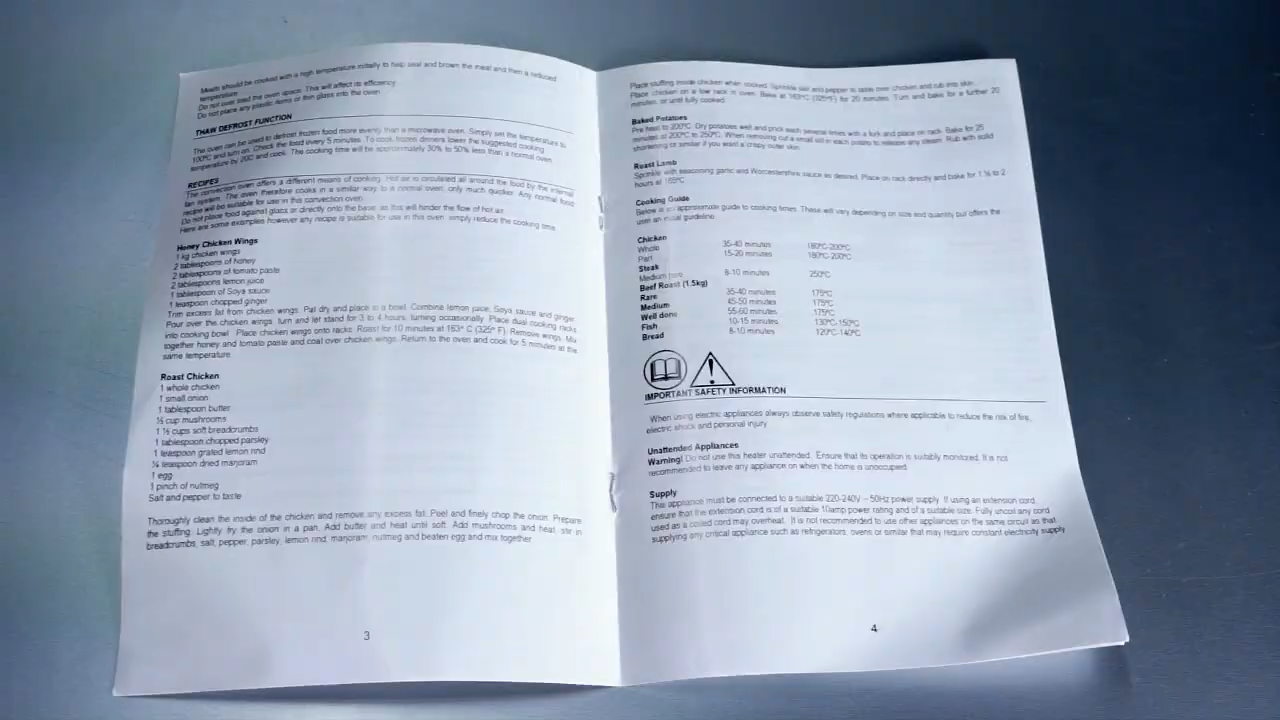 Meats should be cooked with a high temperature initially to help seal and brown the meat and then a reduced
temperature.
Do not over load the oven space. This will affect its efficiency.
Do not place any plastic items or thin glass into the oven.
THAW DEFROST FUNCTION
The oven can be used to defrost frozen food more evenly than a microwave oven. Simply set the temperature to
100ºC and turn on. Check the food every 5 minutes. To cook frozen dinners lower the suggested cooking
temperature by 20C and cook. The cooking time will be approximately 30% to 50% less than a normal oven.
RECIPES
The convection oven offers a different means of cooking. Hot air is circulated all around the food by the internal
fan system. The oven therefore cooks in a similar way to a normal oven, only much quicker. Any normal food
recipe will be suitable for use in this convection oven.
Do not place food against glass or directly onto the base, as this will hinder the flow of hot air.
Here are some examples however any recipe is suitable for use in this oven, simply reduce the cooking time.
Honey Chicken Wings
1 kg chicken wings
2 tablespoons of honey
2 tablespoons of tomato paste
2 tablespoons lemon juice
1 tablespoon of Soya sauce
1 teaspoon chopped ginger
Trim excess fat from chicken wings. Pat dry and place in a bowl. Combine lemon juice, Soya sauce and ginger.
Pour over the chicken wings, turn and let stand for 3 to 4 hours, turning occasionally. Place dual cooking racks
into cooking bowl. Place chicken wings onto racks. Roast for 10 minutes at 163° C (325° F). Remove wings. Mix
together honey and tomato paste and coat over chicken wings. Return to the oven and cook for 5 minutes at the
same temperature.
Roast Chicken
1 whole chicken
1 small onion
1 tablespoon butter
½ cup mushrooms
1 ½ cups soft breadcrumbs
1 tablespoon chopped parsley
1 teaspoon grated lemon rind
¼ teaspoon dried marjoram
1 egg
1 pinch of nutmeg
Salt and pepper to taste
Thoroughly clean the inside of the chicken and remove any excess fat. Peel and finely chop the onion. Prepare
the stuffing. Lightly fry the onion in a pan. Add butter and heat until soft. Add mushrooms and heat, stir in
breadcrumbs, salt, pepper, parsley, lemon rind, marjoram, nutmeg and beaten egg and mix together.
3
Place stuffing inside chicken when cooked. Sprinkle salt and pepper to taste over chicken and rub into skin.
Place chicken on a low rack in oven. Bake at 163ºC (325ºF) for 20 minutes. Turn and bake for a further 20
minutes, or until fully cooked.
Baked Potatoes
Pre heat to 200ºC. Dry potatoes well and prick each several times with a fork and place on rack. Bake for 25
minutes at 200ºC to 250ºC. When removing cut a small slit in each potato to release any steam. Rub with solid
shortening or similar if you want a crispy outer skin.
Roast Lamb
Sprinkle with seasoning garlic and Worcestershire sauce as desired. Place on rack directly and bake for 1 ½ to 2
hours at 165ºC
Cooking Guide
Below is an approximate guide to cooking times. These will vary depending on size and quantity but offers the
user an initial guideline.
Chicken
Whole 35-40 minutes 180ºC-200ºC
Part 15-20 minutes 180ºC-200ºC
Steak
Medium rare 8-10 minutes 250ºC
Beef Roast (1.5kg)
Rare 35-40 minutes 175ºC
Medium 45-50 minutes 175ºC
Well done 55-60 minutes 175ºC
Fish 10-15 minutes 130ºC-150ºC
Bread 8-10 minutes 120ºC-140ºC
IMPORTANT SAFETY INFORMATION
When using electric appliances always observe safety regulations where applicable to reduce the risk of fire,
electric shock and personal injury.
Unattended Appliances
Warning! Do not use this heater unattended. Ensure that its operation is suitably monitored. It is not
recommended to leave any appliance on when the home is unoccupied.
Supply
This appliance must be connected to a suitable 220-240V ~ 50Hz power supply. If using an extension cord,
ensure that the extension cord is of a suitable 10amp power rating and of a suitable size. Fully uncoil any cord
used as a coiled cord may overheat. It is not recommended to use other appliances on the same circuit as that
supplying any critical appliance such as refrigerators, ovens or similar that may require constant electricity supply
4